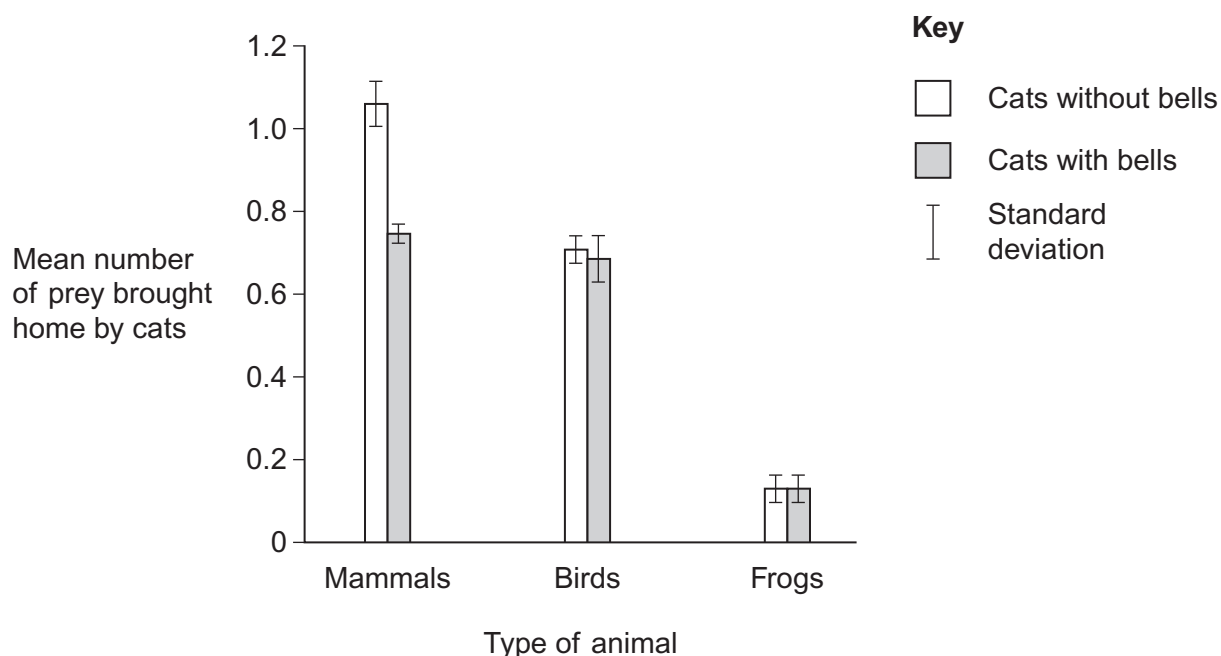 Key
Cats without bells
Cats with bells
Standard
deviation
Mean number
of prey brought
home by cats
1.2
1.0
0.8
0.6
0.4
0.2
0
Mammals
Birds
Frogs
Type of animal